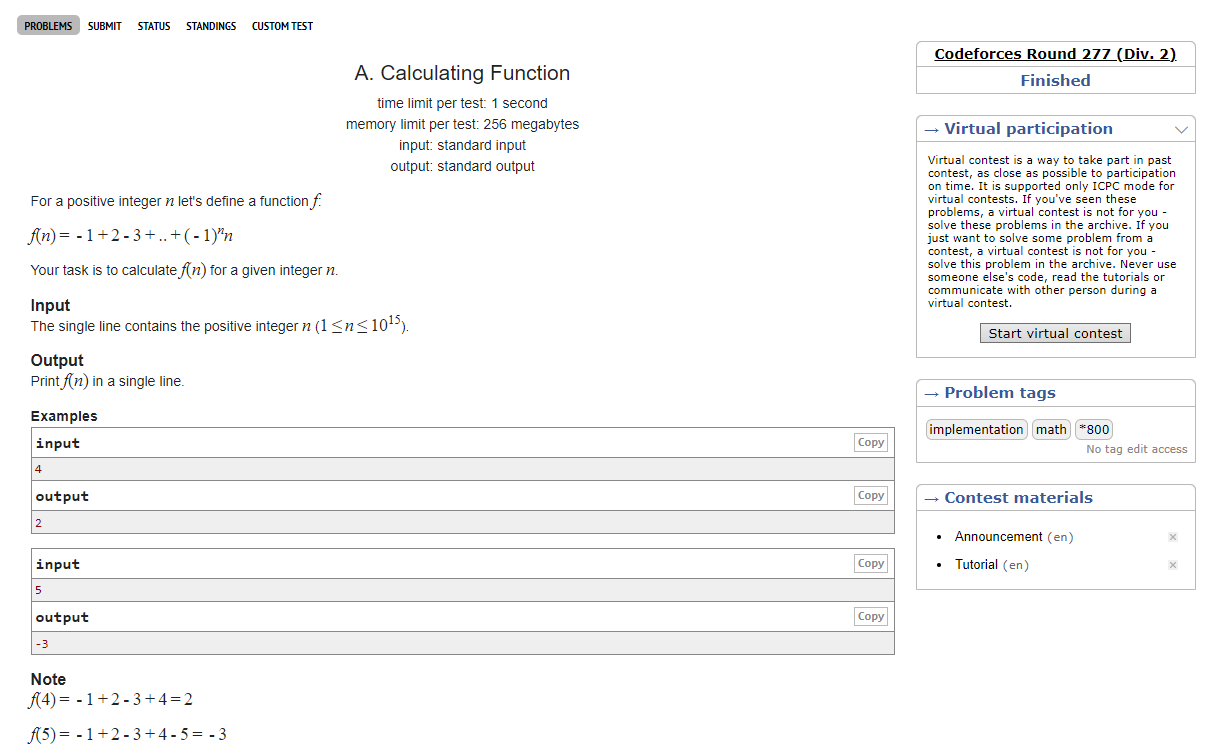 PROBLEMS SUBMIT STATUS STANDINGS CUSTOM TEST
A. Calculating Function
time limit per test: 1 second
memory limit per test: 256 megabytes
input: standard input
output: standard output
For a positive integer n let's define a function f:
f(n) = - 1 + 2 - 3 + .. + ( - 1)ⁿn
Your task is to calculate f(n) for a given integer n.
Input
The single line contains the positive integer n (1 ≤ n ≤ 10¹⁵).
Output
Print f(n) in a single line.
Examples
input
Copy
4
output
Copy
2
input
Copy
5
output
Copy
-3
Note
f(4) = - 1 + 2 - 3 + 4 = 2
f(5) = - 1 + 2 - 3 + 4 - 5 = - 3
Codeforces Round 277 (Div. 2)
Finished
→ Virtual participation
Virtual contest is a way to take part in past
contest, as close as possible to participation
on time. It is supported only ICPC mode for
virtual contests. If you've seen these
problems, a virtual contest is not for you -
solve these problems in the archive. If you
just want to solve some problem from a
contest, a virtual contest is not for you -
solve this problem in the archive. Never use
someone else's code, read the tutorials or
communicate with other person during a
virtual contest.
Start virtual contest
→ Problem tags
implementation math *800
No tag edit access
→ Contest materials
• Announcement (en) ×
• Tutorial (en) ×